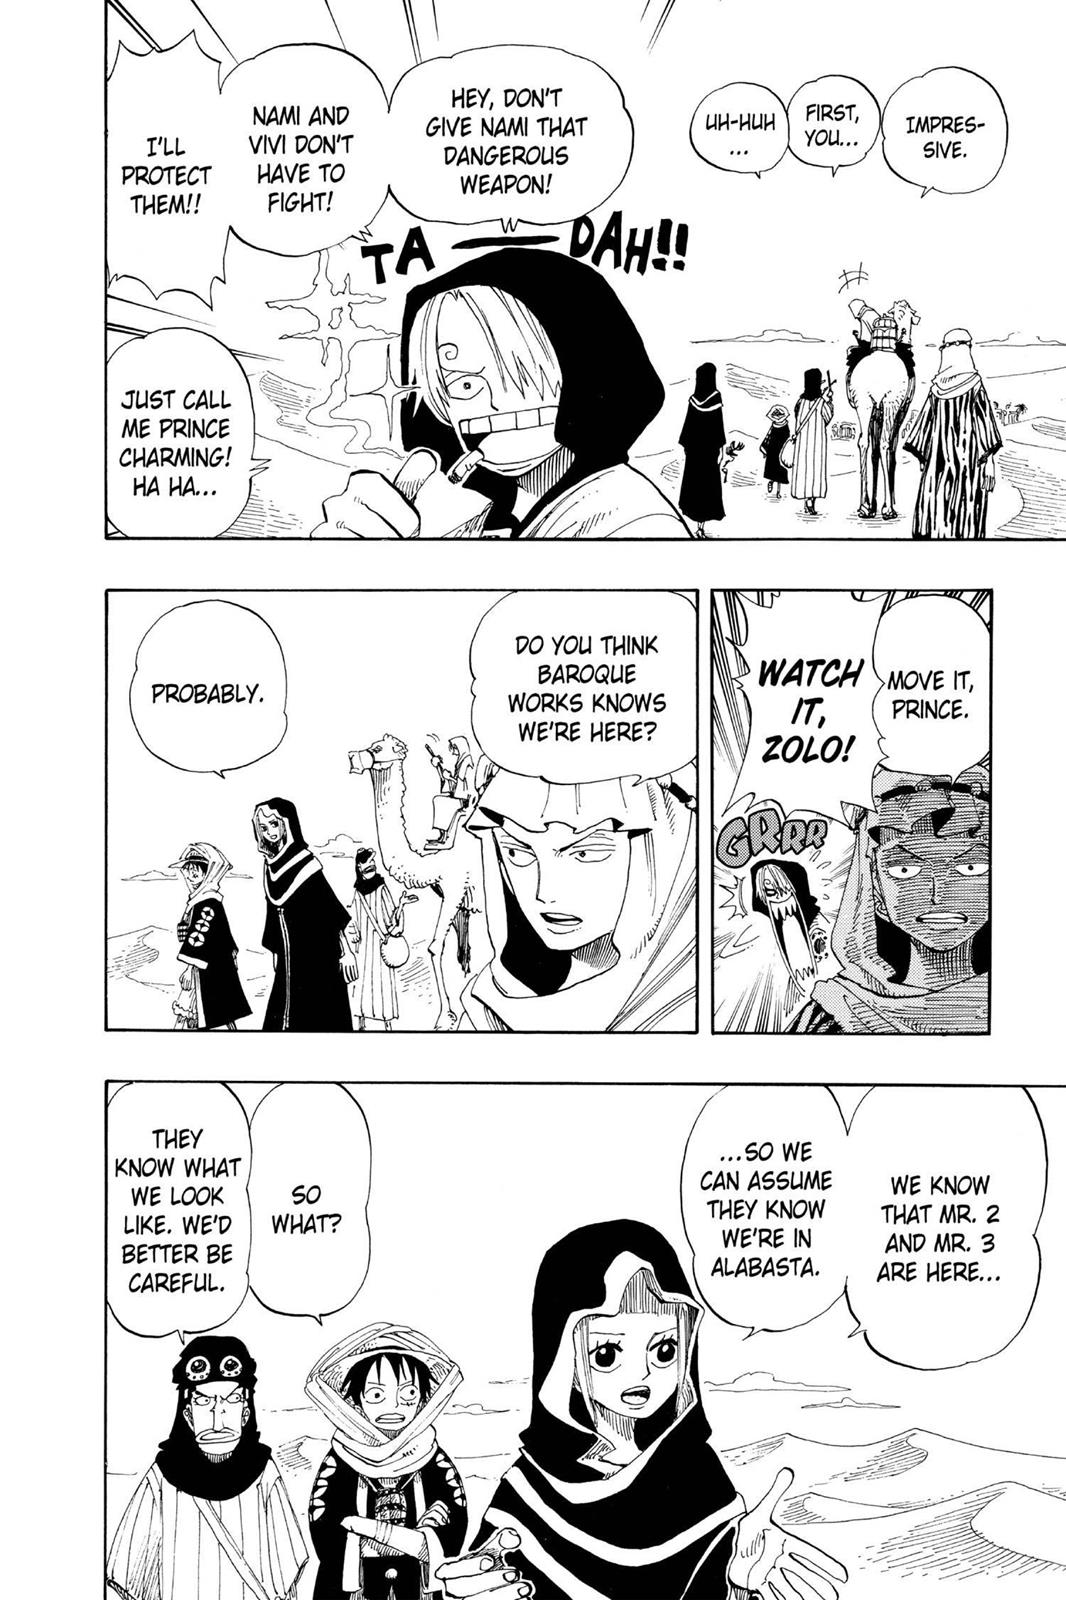 IMPRES-
SIVE.
FIRST,
YOU...
UH-HUH
...
HEY, DON'T
GIVE NAMI THAT
DANGEROUS
WEAPON!
NAMI AND
VIVI DON'T
HAVE TO
FIGHT!
I'LL
PROTECT
THEM!!
TA — DAH!!
JUST CALL
ME PRINCE
CHARMING!
HA HA...
MOVE IT,
PRINCE.
WATCH
IT,
ZOLO!
GRRR
DO YOU THINK
BAROQUE
WORKS KNOWS
WE'RE HERE?
PROBABLY.
WE KNOW
THAT MR. 2
AND MR. 3
ARE HERE...
...SO WE
CAN ASSUME
THEY KNOW
WE'RE IN
ALABASTA.
SO
WHAT?
THEY
KNOW WHAT
WE LOOK
LIKE. WE'D
BETTER BE
CAREFUL.